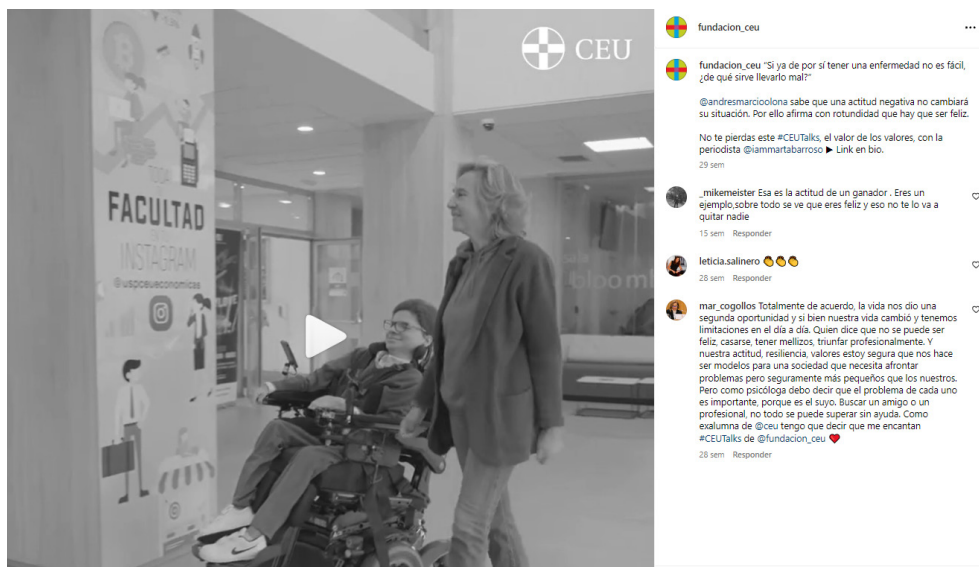 CEU
FACULTAD
INSTAGRAM
@uspceueconomicas
bloo
fundacion_ceu
fundacion_ceu "Si ya de por sí tener una enfermedad no es fácil,
¿de qué sirve llevarlo mal?"
@andresmarcioolona sabe que una actitud negativa no cambiará
su situación. Por ello afirma con rotundidad que hay que ser feliz.
No te pierdas este #CEUTalks, el valor de los valores, con la
periodista @iammartabarroso ▶ Link en bio.
29 sem
_mikemeister Esa es la actitud de un ganador . Eres un
ejemplo,sobre todo se ve que eres feliz y eso no te lo va a
quitar nadie
15 sem Responder
leticia.salinero 👏👏👏
28 sem Responder
mar_cogollos Totalmente de acuerdo, la vida nos dio una
segunda oportunidad y si bien nuestra vida cambió y tenemos
limitaciones en el día a día. Quien dice que no se puede ser
feliz, casarse, tener mellizos, triunfar profesionalmente. Y
nuestra actitud, resiliencia, valores estoy segura que nos hace
ser modelos para una sociedad que necesita afrontar
problemas pero seguramente más pequeños que los nuestros.
Pero como psicóloga debo decir que el problema de cada uno
es importante, porque es el suyo. Buscar un amigo o un
profesional, no todo se puede superar sin ayuda. Como
exalumna de @ceu tengo que decir que me encantan
#CEUTalks de @fundacion_ceu ❤️
28 sem Responder